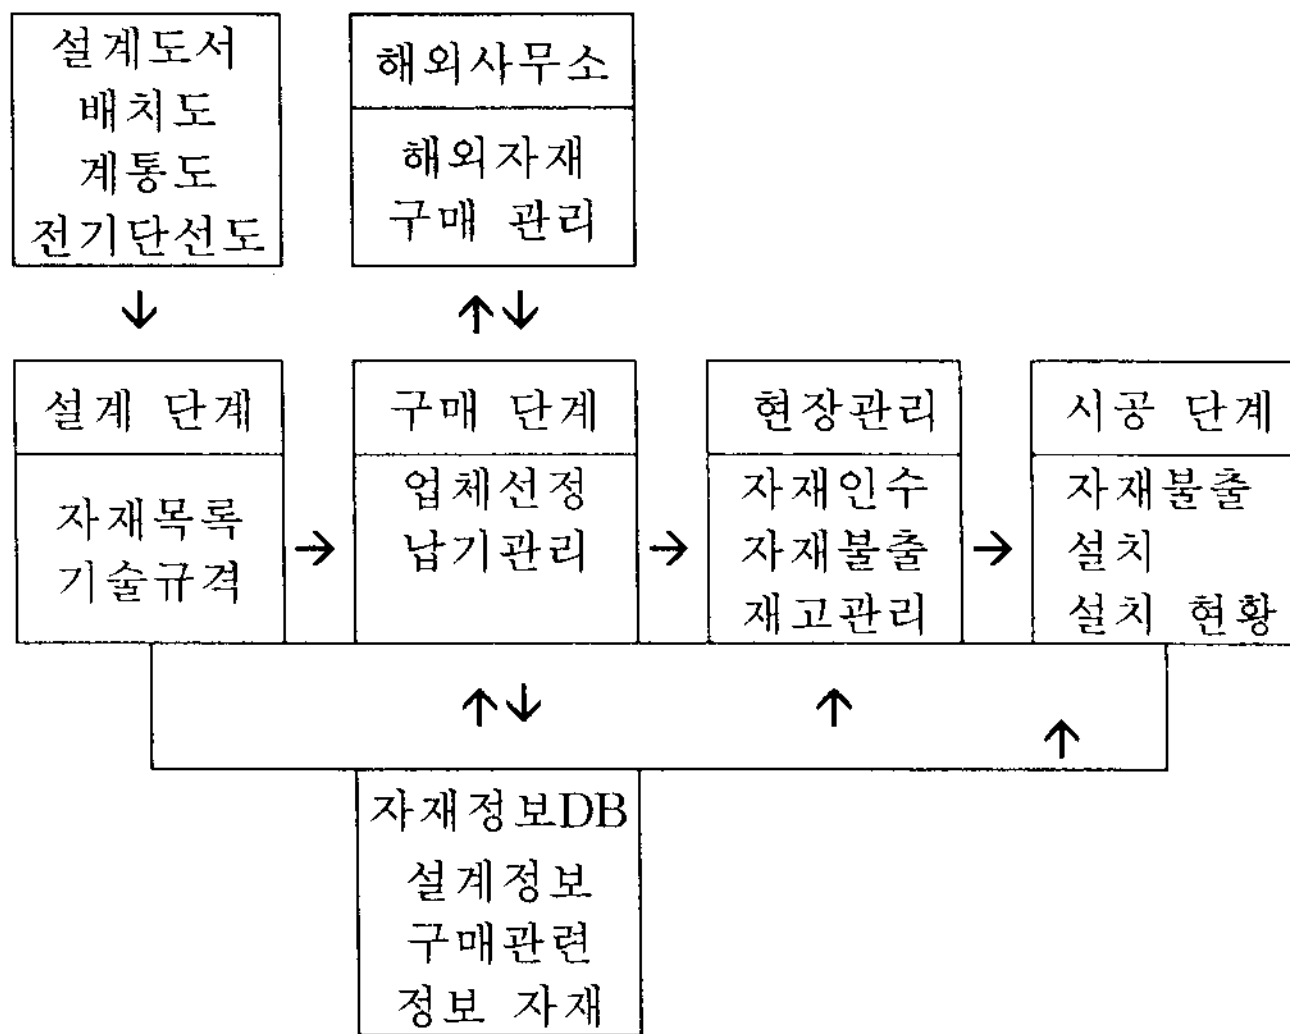 설계도서
배치도
계통도
전기단선도
해외사무소
해외자재
구매 관리
↓
↑↓
설계 단계
자재목록
기술규격
→
구매 단계
업체선정
납기관리
→
현장관리
자재인수
자재불출
재고관리
→
시공 단계
자재불출
설치
설치 현황
↑↓
↑
↑
자재정보DB
설계정보
구매관련
정보 자재